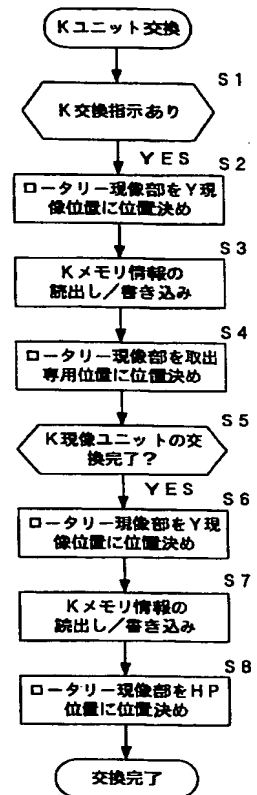 Kユニット交換
S1
K交換指示あり
YES
S2
ロータリー現像部をY現
像位置に位置決め
S3
Kメモリ情報の
読出し/書き込み
S4
ロータリー現像部を取出
専用位置に位置決め
S5
K現像ユニットの交
換完了?
YES
S6
ロータリー現像部をY現
像位置に位置決め
S7
Kメモリ情報の
読出し/書き込み
S8
ロータリー現像部をHP
位置に位置決め
交換完了